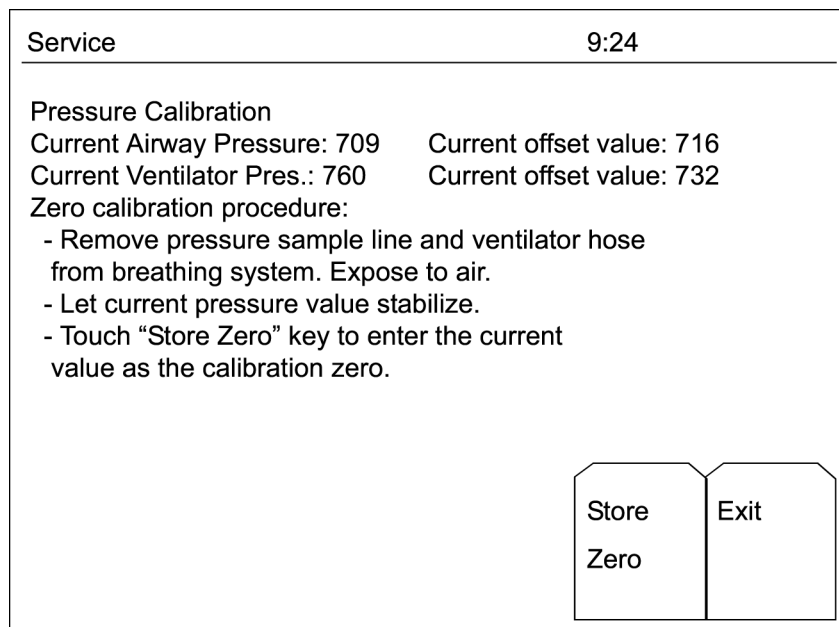 Service 9:24
Pressure Calibration
Current Airway Pressure: 709 Current offset value: 716
Current Ventilator Pres.: 760 Current offset value: 732
Zero calibration procedure:
- Remove pressure sample line and ventilator hose
from breathing system. Expose to air.
- Let current pressure value stabilize.
- Touch “Store Zero” key to enter the current
value as the calibration zero.
Store Exit
Zero